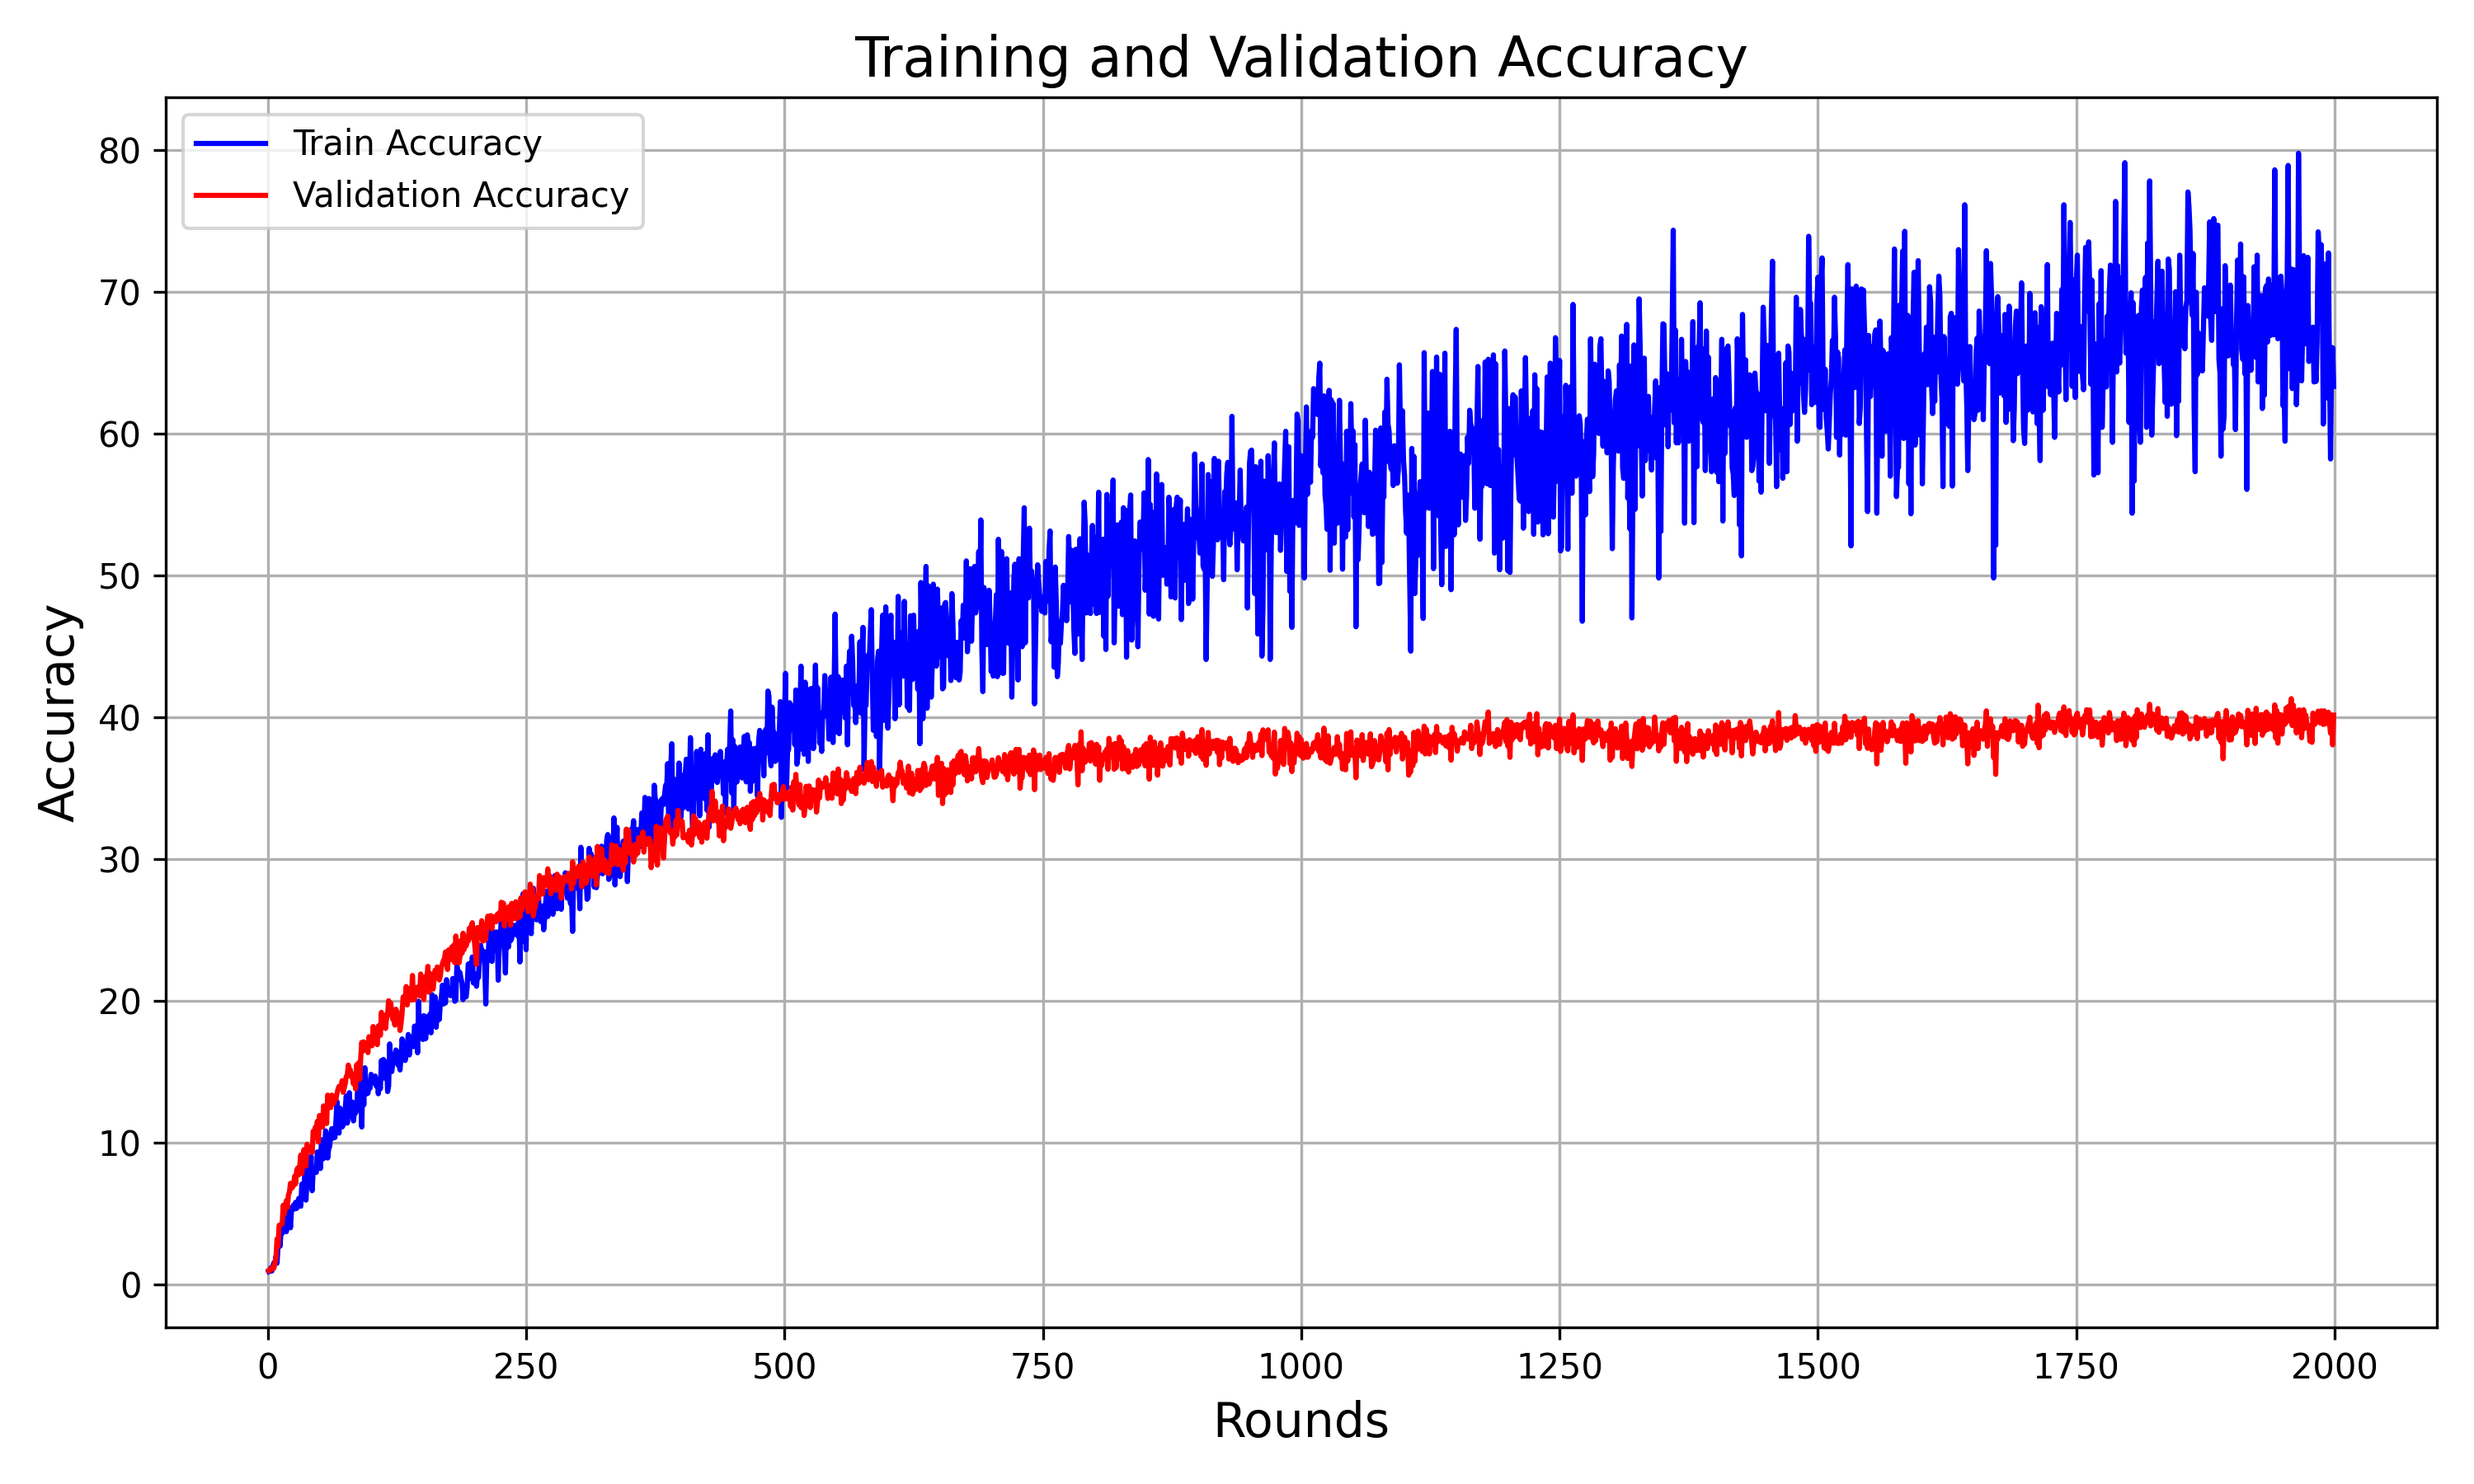 Training and Validation Accuracy
Train Accuracy
Validation Accuracy
80
70
60
50
40
30
20
10
0
Accuracy
0 250 500 750 1000 1250 1500 1750 2000
Rounds